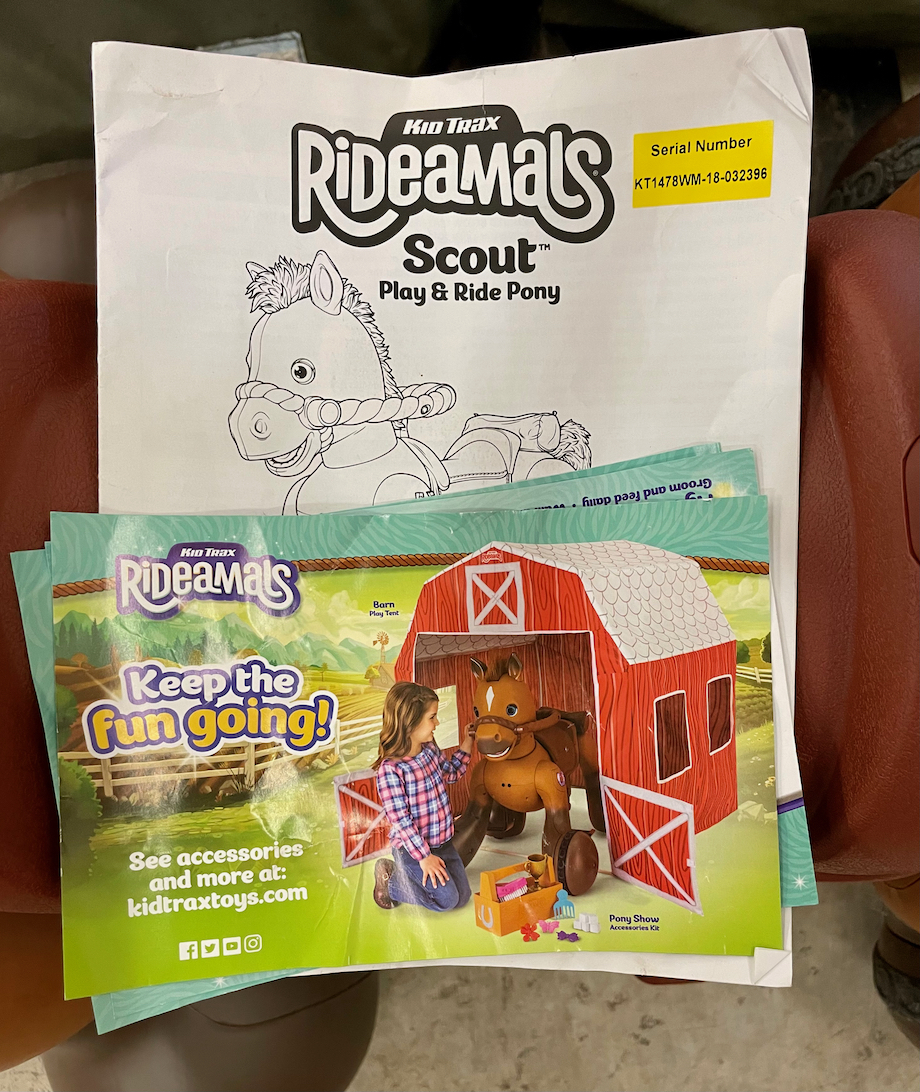 KID TRAX
RiDEAMALS
Scout™
Play & Ride Pony
Serial Number
KT1478WM-18-032396
Groom and feed daily
KID TRAX
RiDEAMALS
Barn
Play Tent
Keep the
fun going!
See accessories
and more at:
kidtraxtoys.com
Pony Show
Accessories Kit